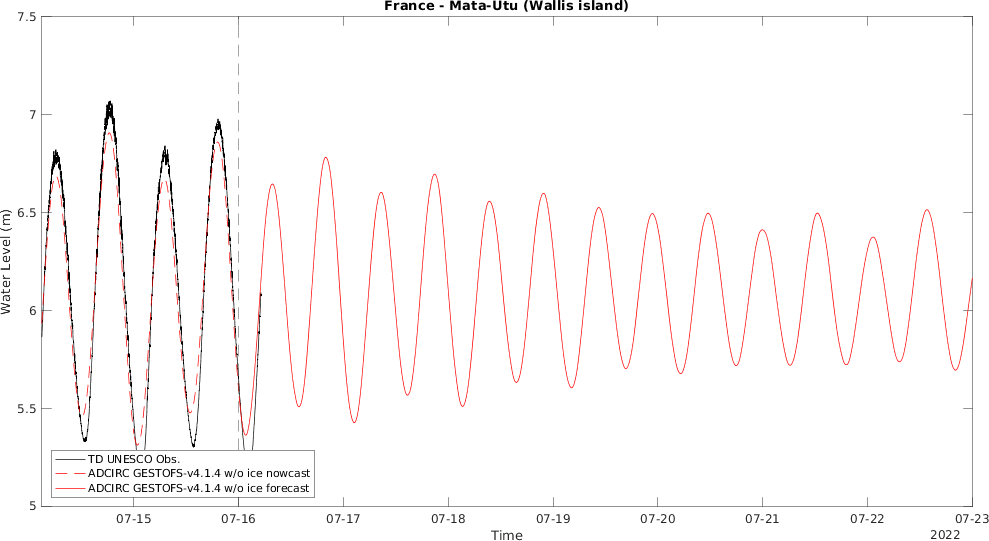 France - Mata-Utu (Wallis island)
7.5
7
6.5
6
5.5
5
Water Level (m)
TD UNESCO Obs.
ADCIRC GESTOFS-v4.1.4 w/o ice nowcast
ADCIRC GESTOFS-v4.1.4 w/o ice forecast
07-15 07-16 07-17 07-18 07-19 07-20 07-21 07-22 07-23
Time
2022